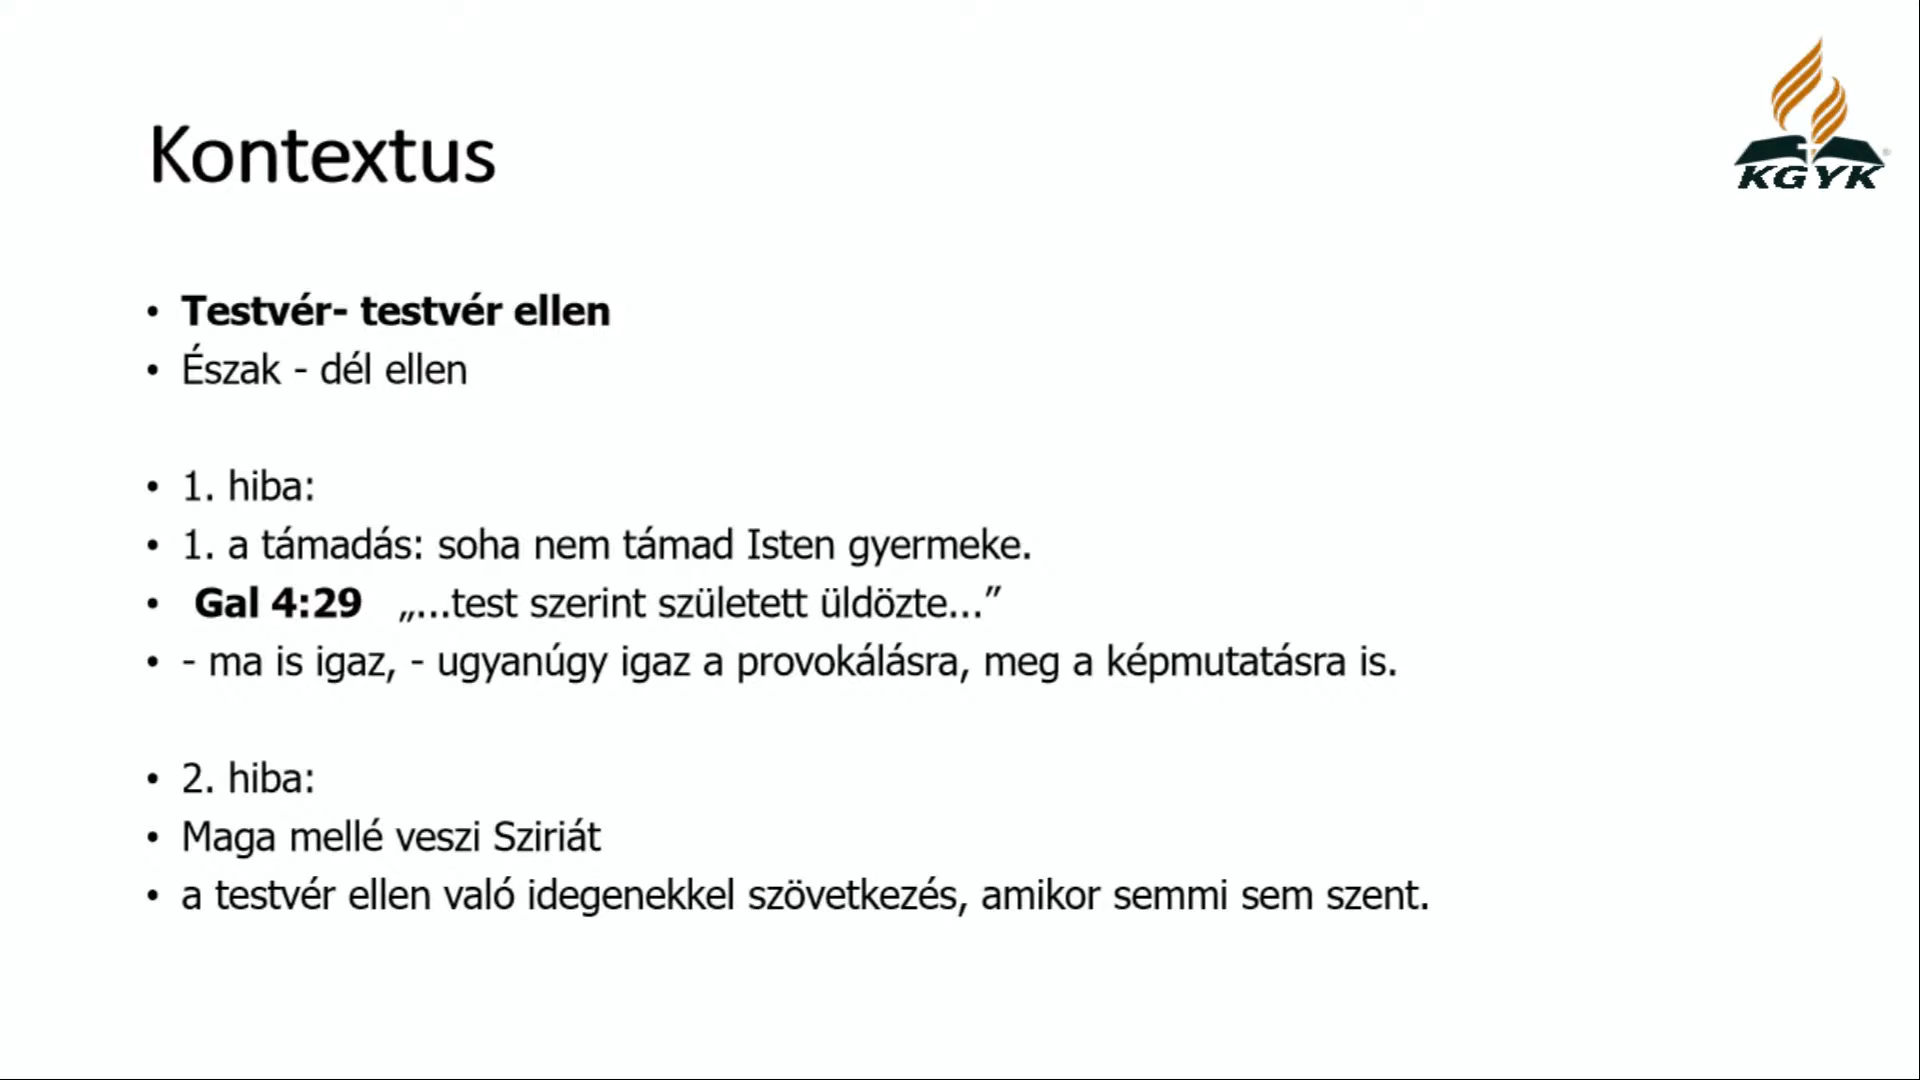 Kontextus
KGYK
• Testvér- testvér ellen
• Észak - dél ellen
• 1. hiba:
• 1. a támadás: soha nem támad Isten gyermeke.
• Gal 4:29 „...test szerint született üldözte...”
• - ma is igaz, - ugyanúgy igaz a provokálásra, meg a képmutatásra is.
• 2. hiba:
• Maga mellé veszi Sziriát
• a testvér ellen való idegenekkel szövetkezés, amikor semmi sem szent.